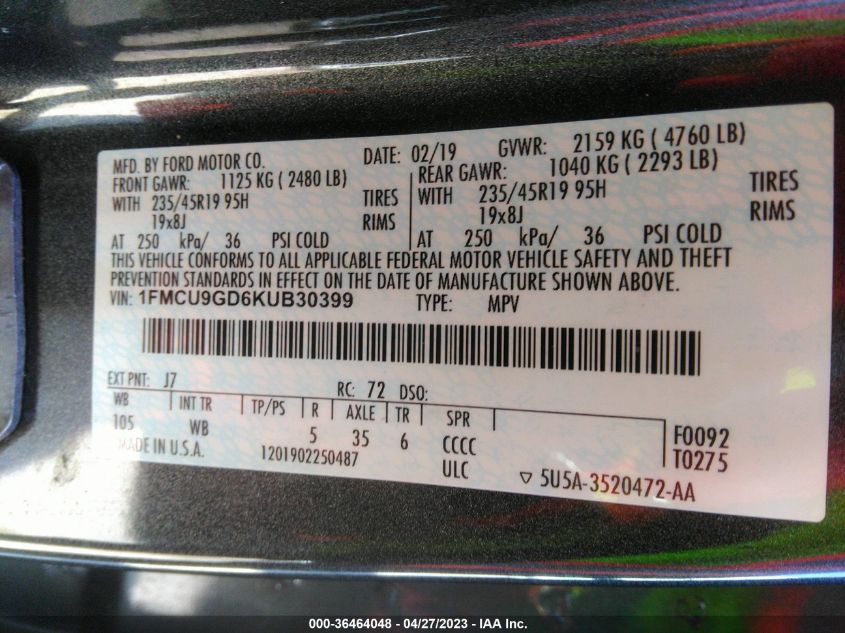 MFD. BY FORD MOTOR CO. DATE: 02/19 GVWR: 2159 KG ( 4760 LB)
FRONT GAWR: 1125 KG ( 2480 LB) REAR GAWR: 1040 KG ( 2293 LB)
WITH 235/45R19 95H TIRES WITH 235/45R19 95H TIRES
19x8J RIMS 19x8J RIMS
AT 250 kPa/ 36 PSI COLD AT 250 kPa/ 36 PSI COLD
THIS VEHICLE CONFORMS TO ALL APPLICABLE FEDERAL MOTOR VEHICLE SAFETY AND THEFT
PREVENTION STANDARDS IN EFFECT ON THE DATE OF MANUFACTURE SHOWN ABOVE.
VIN: 1FMCU9GD6KUB30399 TYPE: MPV
EXT PNT: J7 RC: 72 DSO:
WB INT TR TP/PS R AXLE TR SPR F0092
105 WB 5 35 6 CCCC T0275
MADE IN U.S.A. 1201902250487 ULC
▽ 5U5A-3520472-AA
000-36464048 - 04/27/2023 - IAA Inc.